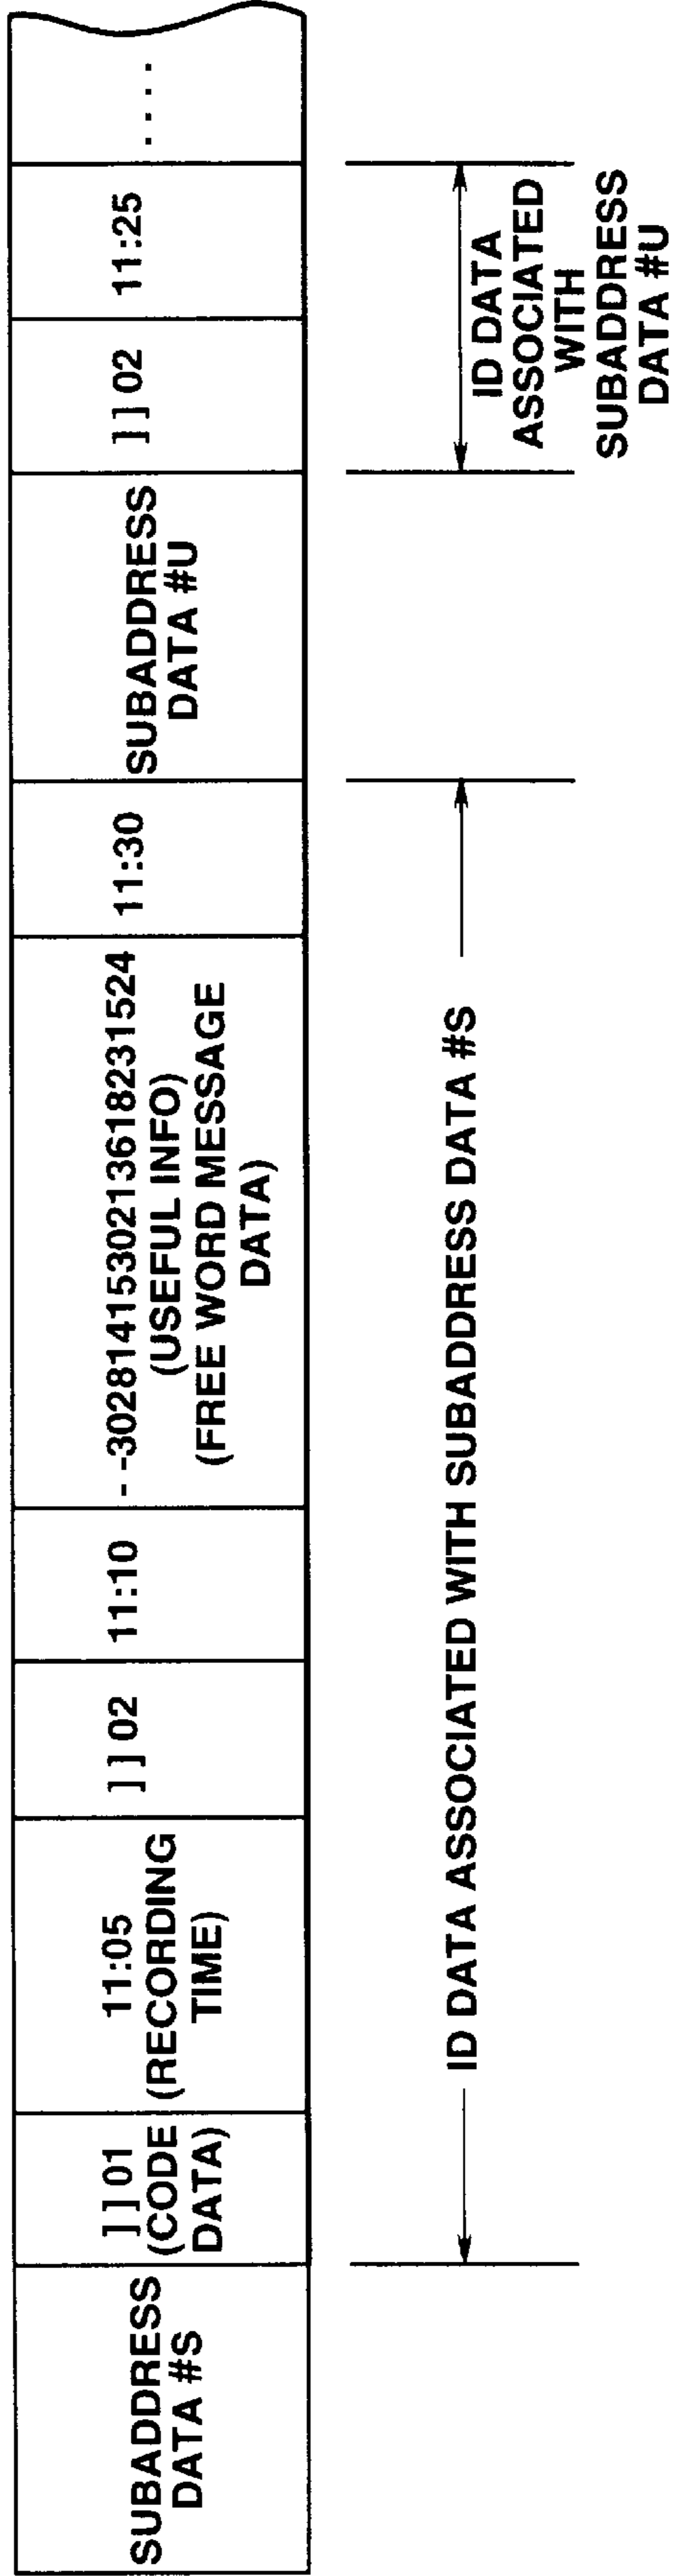 SUBADDRESS
DATA #S
]]01
(CODE
DATA)
11:05
(RECORDING
TIME)
]]02
11:10
--30281415302136182315​24
(USEFUL INFO)
(FREE WORD MESSAGE
DATA)
11:30
SUBADDRESS
DATA #U
]]02
11:25
....
ID DATA ASSOCIATED WITH SUBADDRESS DATA #S
ID DATA
ASSOCIATED
WITH
SUBADDRESS
DATA #U